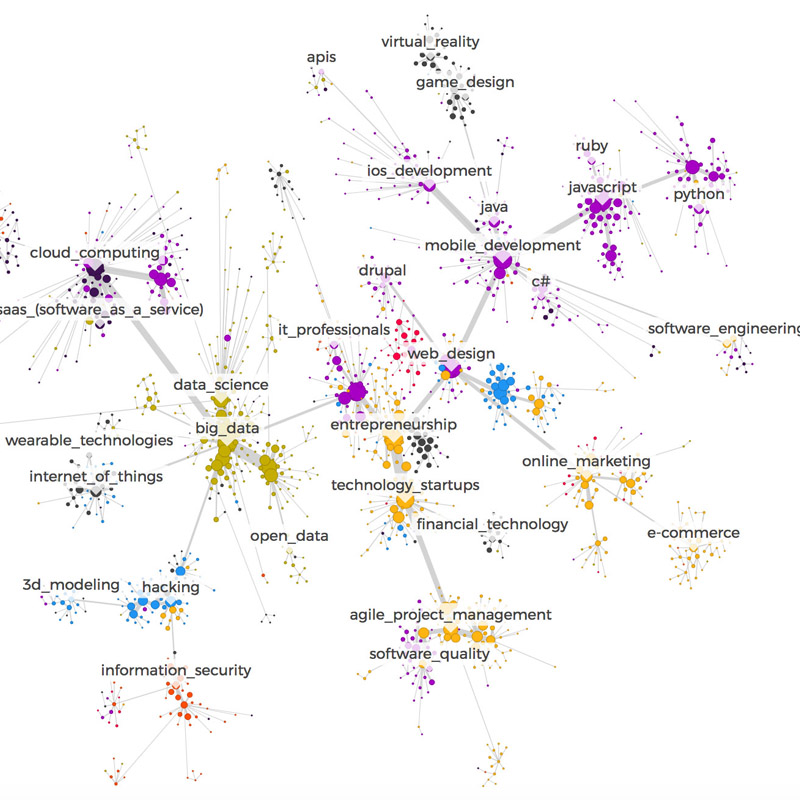 virtual_reality
apis
game_design
ruby
ios_development
javascript
python
java
mobile_development
cloud_computing
drupal
c#
saas_(software_as_a_service)
it_professionals
software_engineering
web_design
data_science
entrepreneurship
big_data
wearable_technologies
online_marketing
internet_of_things
technology_startups
financial_technology
open_data
e-commerce
3d_modeling
hacking
agile_project_management
software_quality
information_security